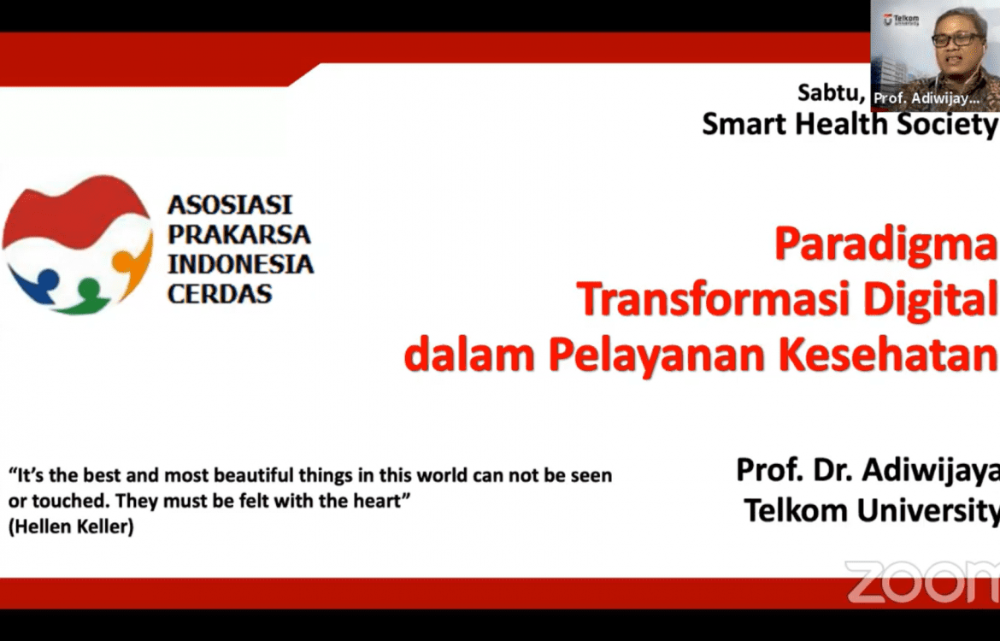 Telkom
University
Prof. Adiwijay...
Sabtu,
Smart Health Society
ASOSIASI
PRAKARSA
INDONESIA
CERDAS
Paradigma
Transformasi Digital
dalam Pelayanan Kesehatan
“It’s the best and most beautiful things in this world can not be seen
or touched. They must be felt with the heart”
(Hellen Keller)
Prof. Dr. Adiwijaya
Telkom University
zoom